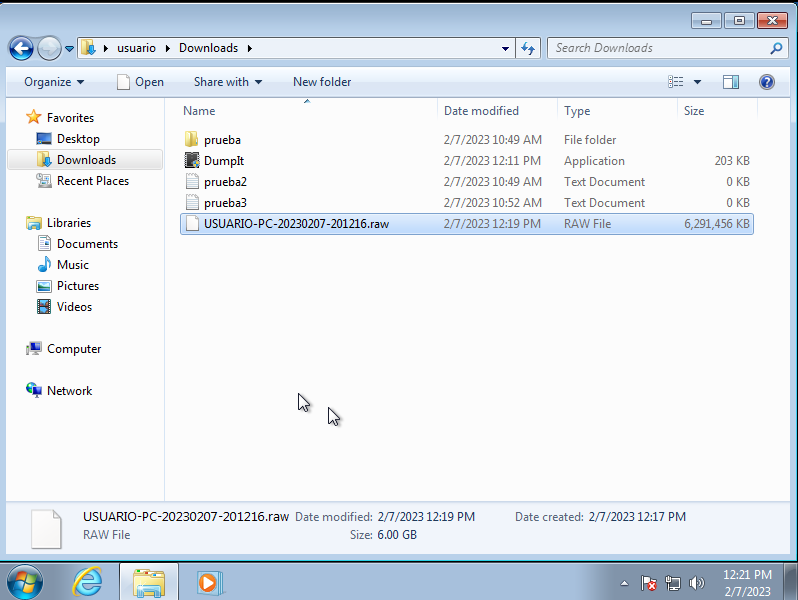 usuario Downloads
Search Downloads
Organize Open Share with New folder
Favorites
Desktop
Downloads
Recent Places
Libraries
Documents
Music
Pictures
Videos
Computer
Network
Name Date modified Type Size
prueba 2/7/2023 10:49 AM File folder
DumpIt 2/7/2023 12:11 PM Application 203 KB
prueba2 2/7/2023 10:49 AM Text Document 0 KB
prueba3 2/7/2023 10:52 AM Text Document 0 KB
USUARIO-PC-20230207-201216.raw 2/7/2023 12:19 PM RAW File 6,291,456 KB
USUARIO-PC-20230207-201216.raw Date modified: 2/7/2023 12:19 PM Date created: 2/7/2023 12:17 PM
RAW File Size: 6.00 GB
12:21 PM
2/7/2023